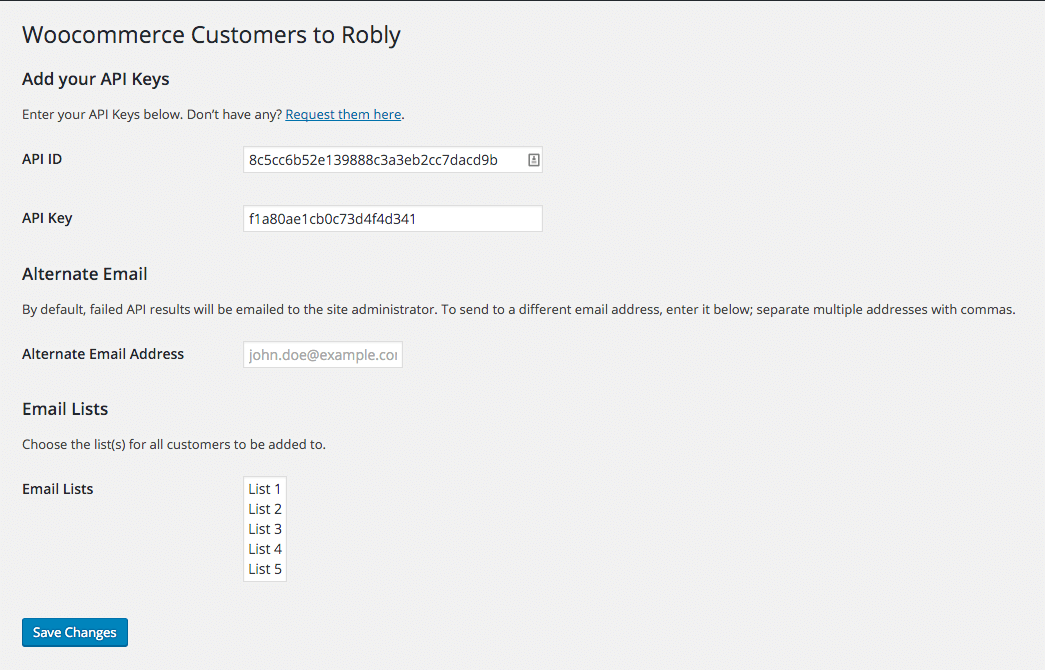 Woocommerce Customers to Robly
Add your API Keys
Enter your API Keys below. Don’t have any? Request them here.
API ID 8c5cc6b52e139888c3a3eb2cc7dacd9b
API Key f1a80ae1cb0c73d4f4d341
Alternate Email
By default, failed API results will be emailed to the site administrator. To send to a different email address, enter it below; separate multiple addresses with commas.
Alternate Email Address john.doe@example.co
Email Lists
Choose the list(s) for all customers to be added to.
Email Lists List 1
List 2
List 3
List 4
List 5
Save Changes